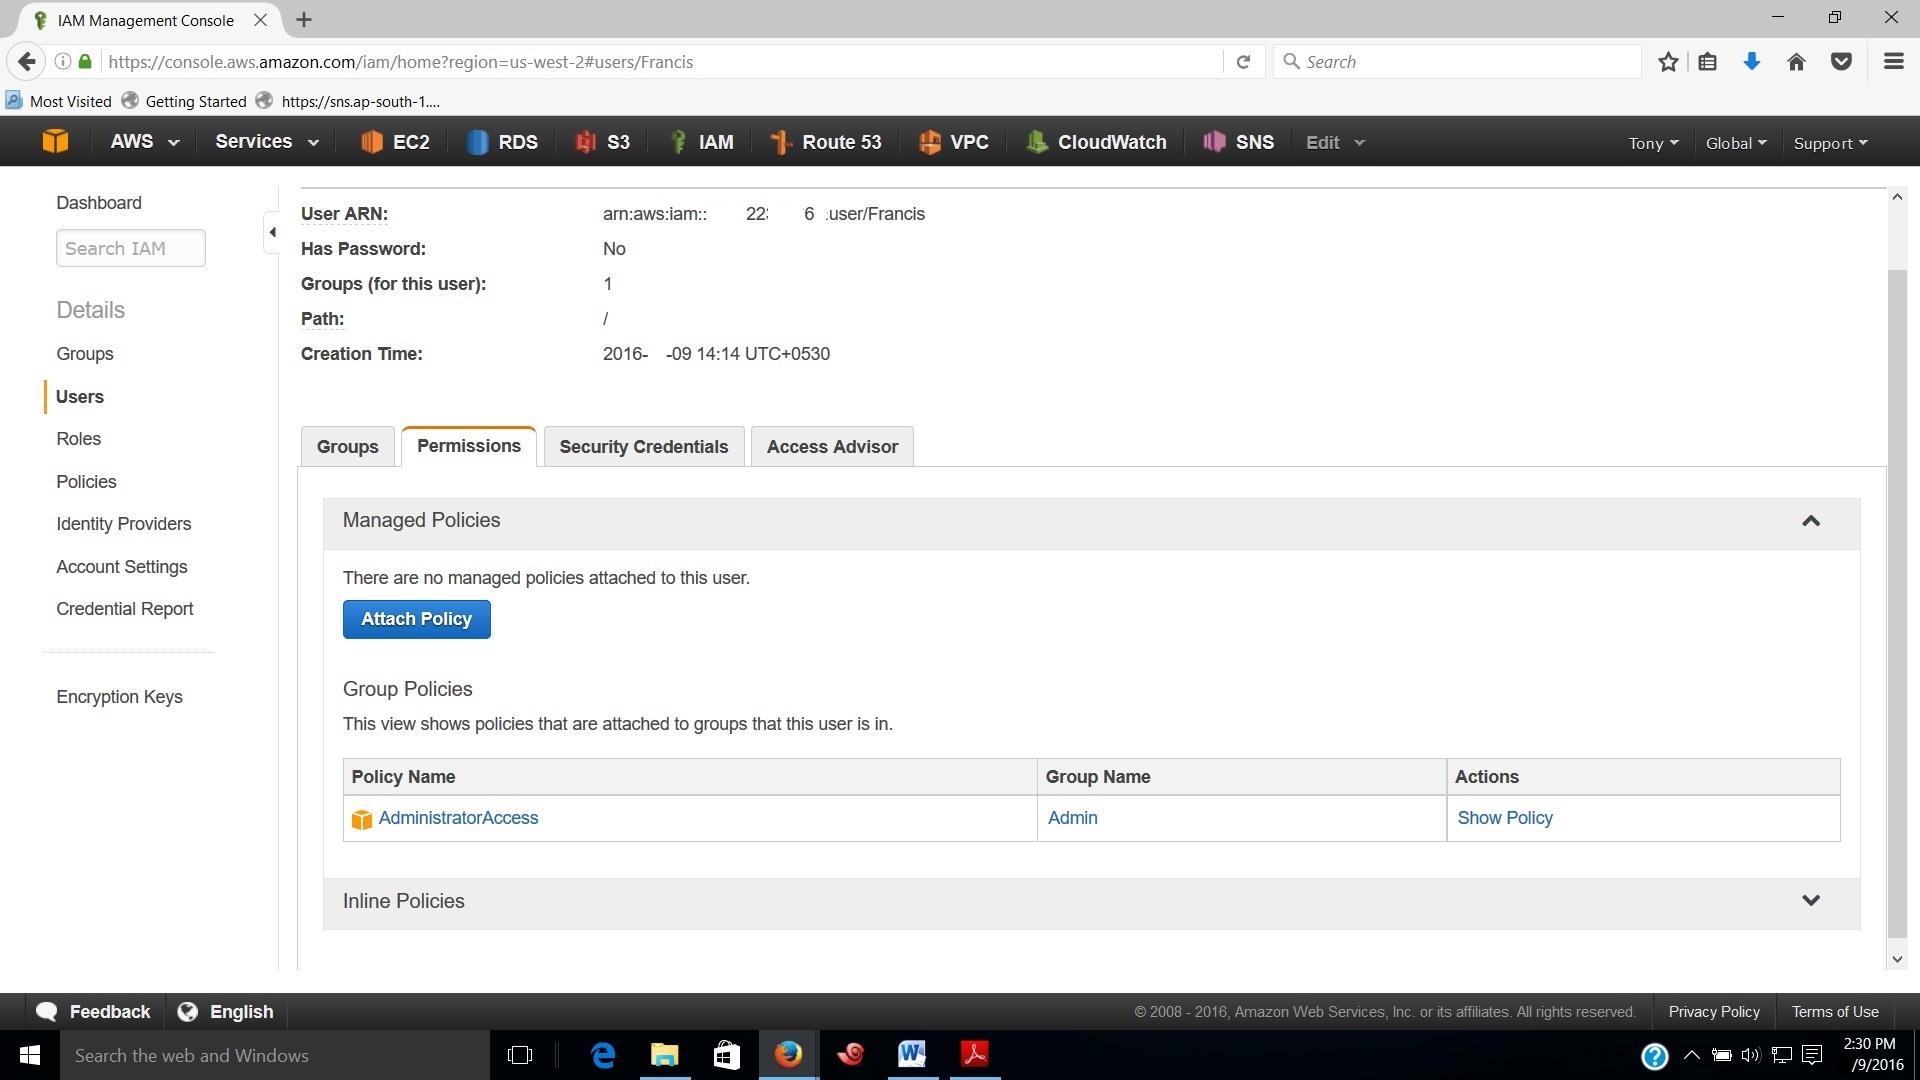 IAM Management Console
https://console.aws.amazon.com/iam/home?region=us-west-2#users/Francis
Search
Most Visited Getting Started https://sns.ap-south-1....
AWS Services EC2 RDS S3 IAM Route 53 VPC CloudWatch SNS Edit Tony Global Support
Dashboard
Search IAM
Details
Groups
Users
Roles
Policies
Identity Providers
Account Settings
Credential Report
Encryption Keys
User ARN: arn:aws:iam:: 22 6 :user/Francis
Has Password: No
Groups (for this user): 1
Path: /
Creation Time: 2016- -09 14:14 UTC+0530
Groups Permissions Security Credentials Access Advisor
Managed Policies
There are no managed policies attached to this user.
Attach Policy
Group Policies
This view shows policies that are attached to groups that this user is in.
Policy Name Group Name Actions
AdministratorAccess Admin Show Policy
Inline Policies
Feedback English © 2008 - 2016, Amazon Web Services, Inc. or its affiliates. All rights reserved. Privacy Policy Terms of Use
Search the web and Windows
2:30 PM
/9/2016